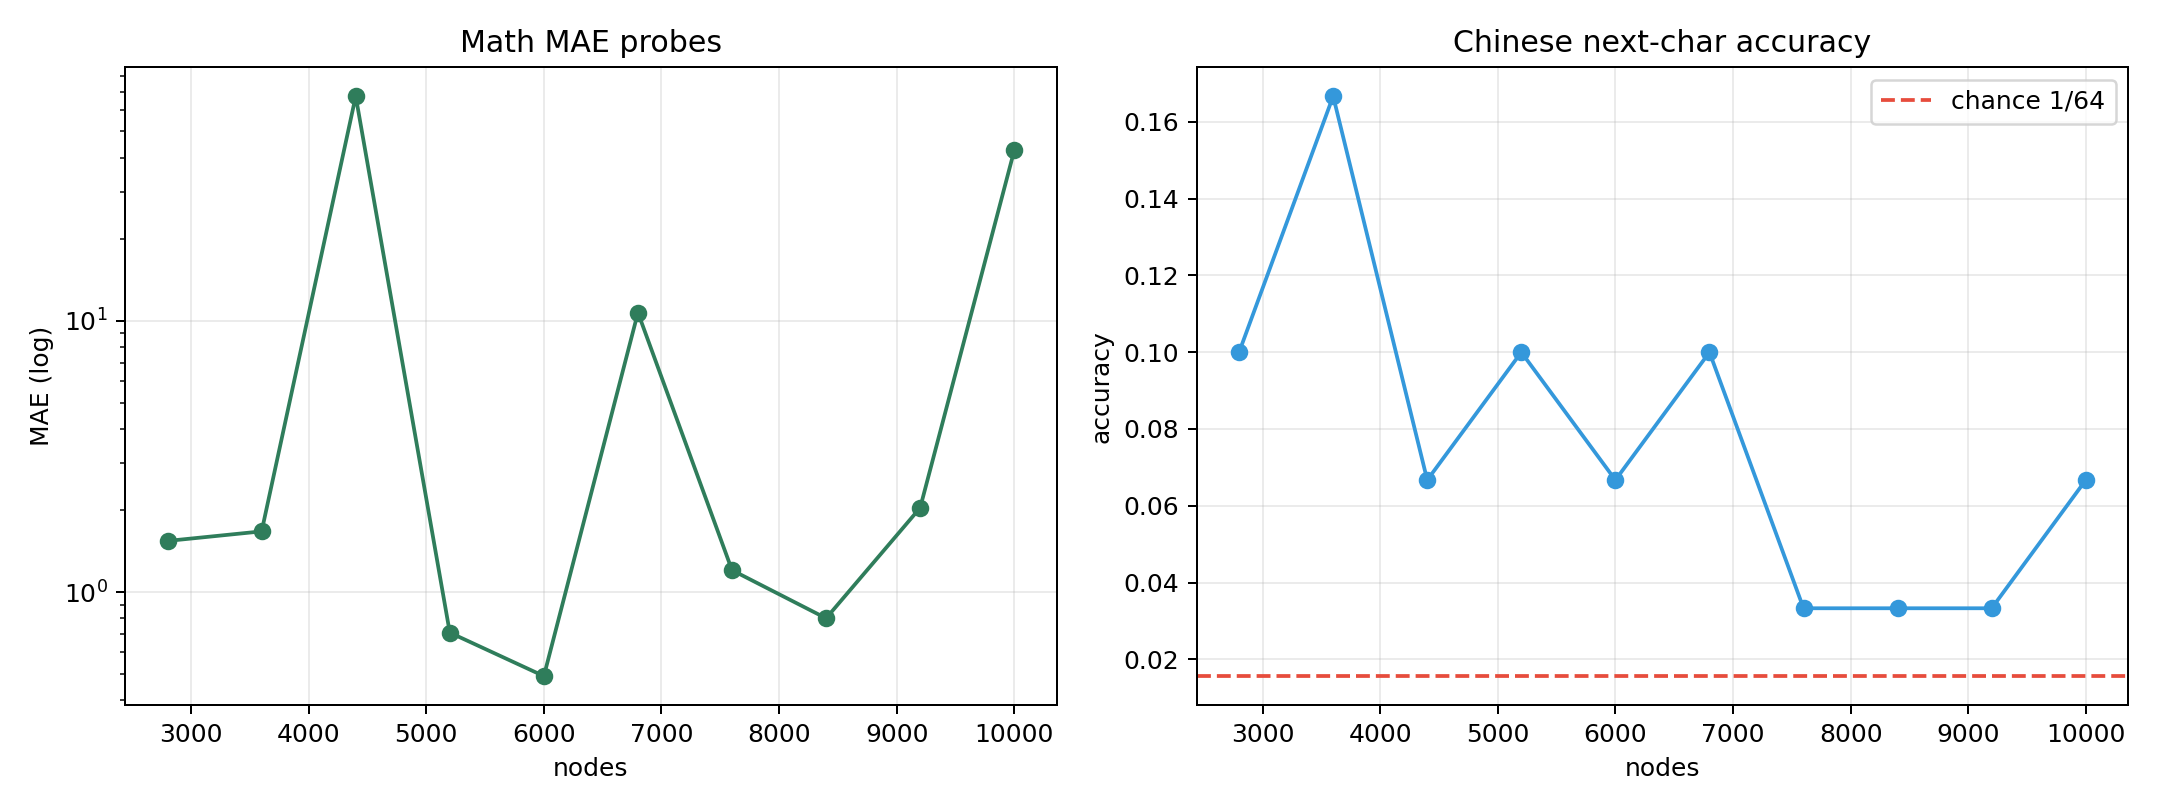 Math MAE probes
MAE (log)
10¹
10⁰
3000 4000 5000 6000 7000 8000 9000 10000
nodes
Chinese next-char accuracy
chance 1/64
accuracy
0.16
0.14
0.12
0.10
0.08
0.06
0.04
0.02
3000 4000 5000 6000 7000 8000 9000 10000
nodes